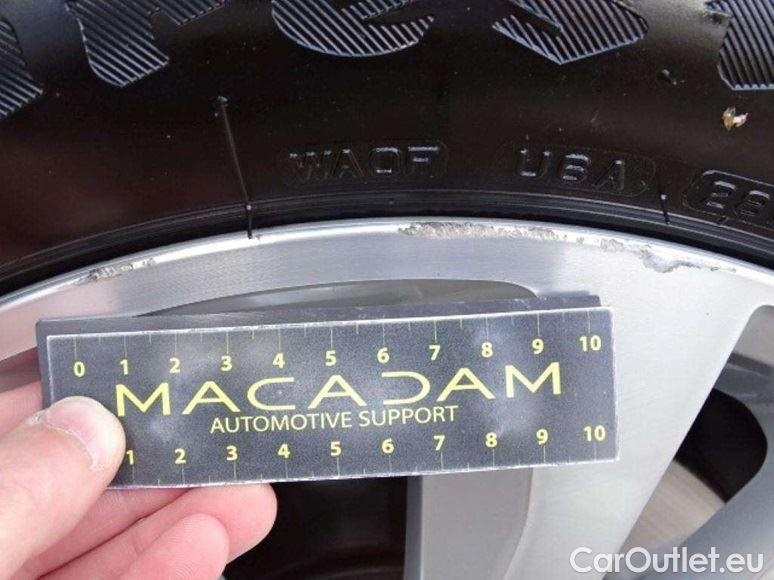 WAOF U6A
0 1 2 3 4 5 6 7 8 9 10
MACADAM
AUTOMOTIVE SUPPORT
1 2 3 4 5 6 7 8 9 10
CarOutlet.eu